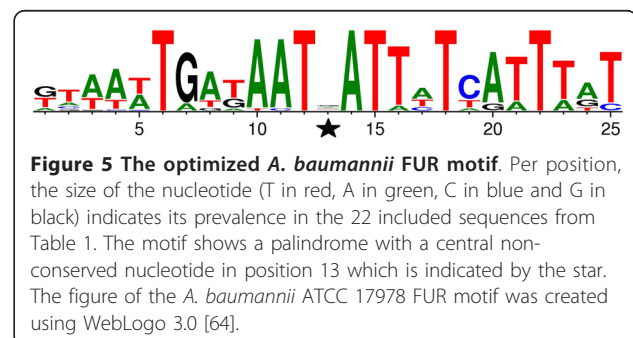 5 10 15 20 25
Figure 5 The optimized A. baumannii FUR motif. Per position,
the size of the nucleotide (T in red, A in green, C in blue and G in
black) indicates its prevalence in the 22 included sequences from
Table 1. The motif shows a palindrome with a central non-
conserved nucleotide in position 13 which is indicated by the star.
The figure of the A. baumannii ATCC 17978 FUR motif was created
using WebLogo 3.0 [64].